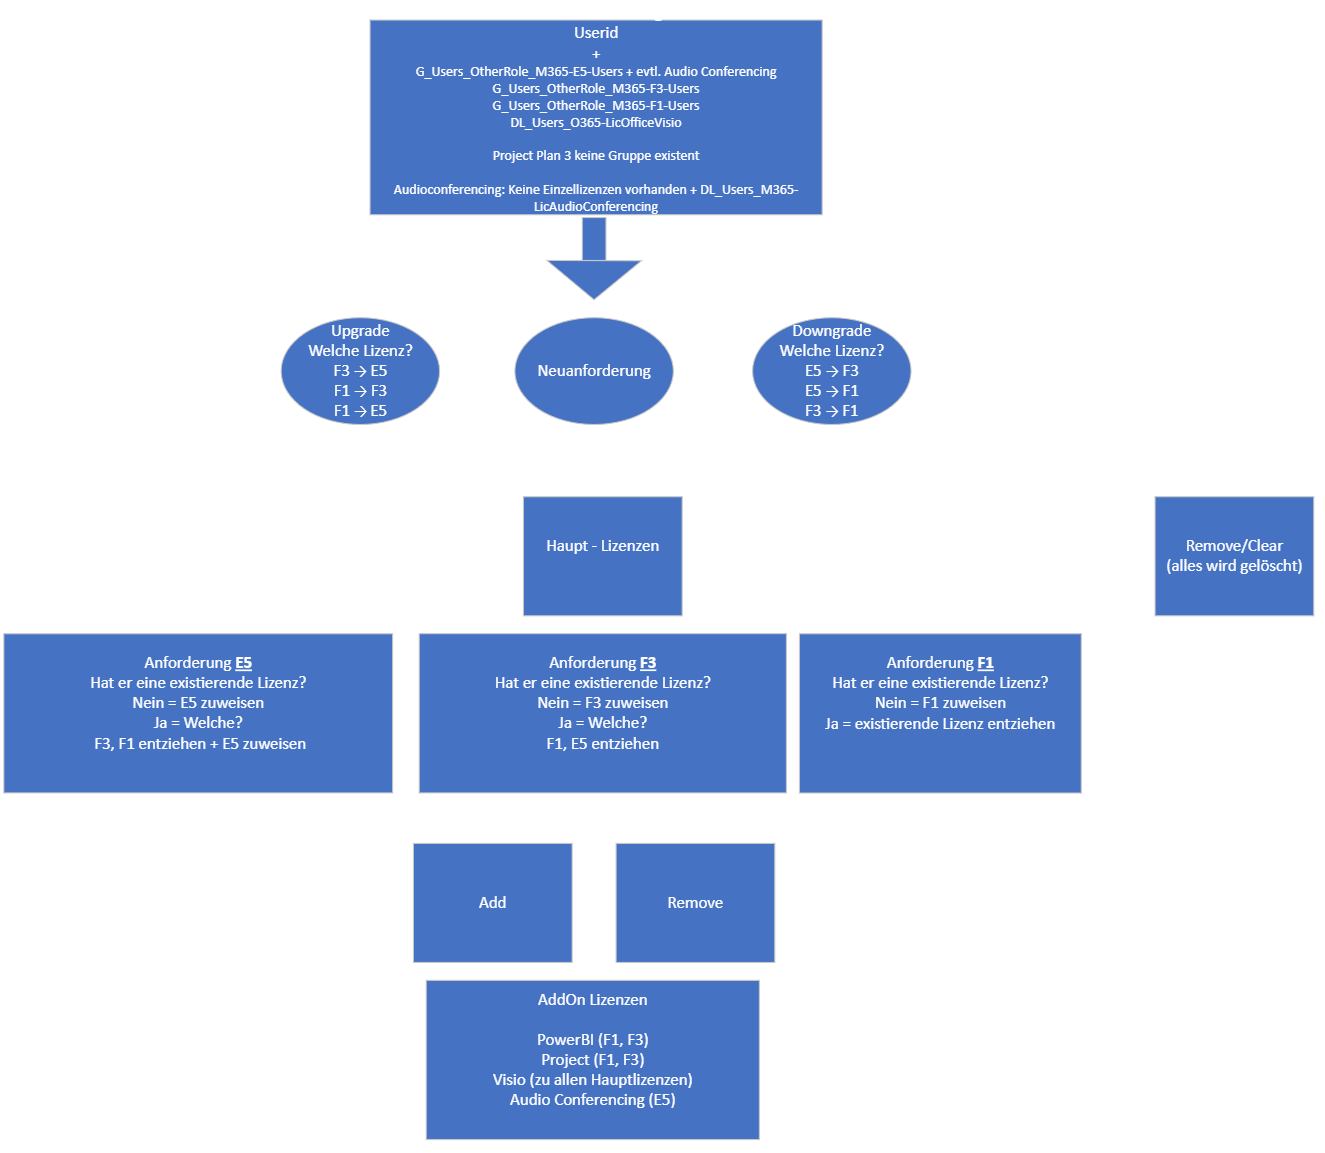 Userid
+
G_Users_OtherRole_M365-E5-Users + evtl. Audio Conferencing
G_Users_OtherRole_M365-F3-Users
G_Users_OtherRole_M365-F1-Users
DL_Users_O365-LicOfficeVisio
Project Plan 3 keine Gruppe existent
Audioconferencing: Keine Einzellizenzen vorhanden + DL_Users_M365-
LicAudioConferencing
Upgrade
Welche Lizenz?
F3 → E5
F1 → F3
F1 → E5
Neuanforderung
Downgrade
Welche Lizenz?
E5 → F3
E5 → F1
F3 → F1
Haupt - Lizenzen
Remove/Clear
(alles wird gelöscht)
Anforderung E5
Hat er eine existierende Lizenz?
Nein = E5 zuweisen
Ja = Welche?
F3, F1 entziehen + E5 zuweisen
Anforderung F3
Hat er eine existierende Lizenz?
Nein = F3 zuweisen
Ja = Welche?
F1, E5 entziehen
Anforderung F1
Hat er eine existierende Lizenz?
Nein = F1 zuweisen
Ja = existierende Lizenz entziehen
Add
Remove
AddOn Lizenzen
PowerBI (F1, F3)
Project (F1, F3)
Visio (zu allen Hauptlizenzen)
Audio Conferencing (E5)